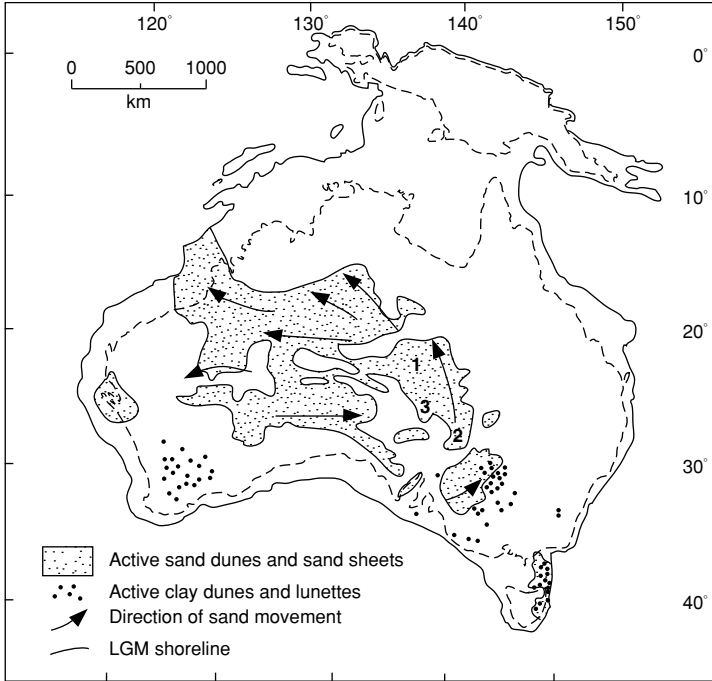 120° 130° 140° 150°
0 500 1000
km
0°
10°
20°
1
3
2
30°
40°
Active sand dunes and sand sheets
Active clay dunes and lunettes
Direction of sand movement
LGM shoreline